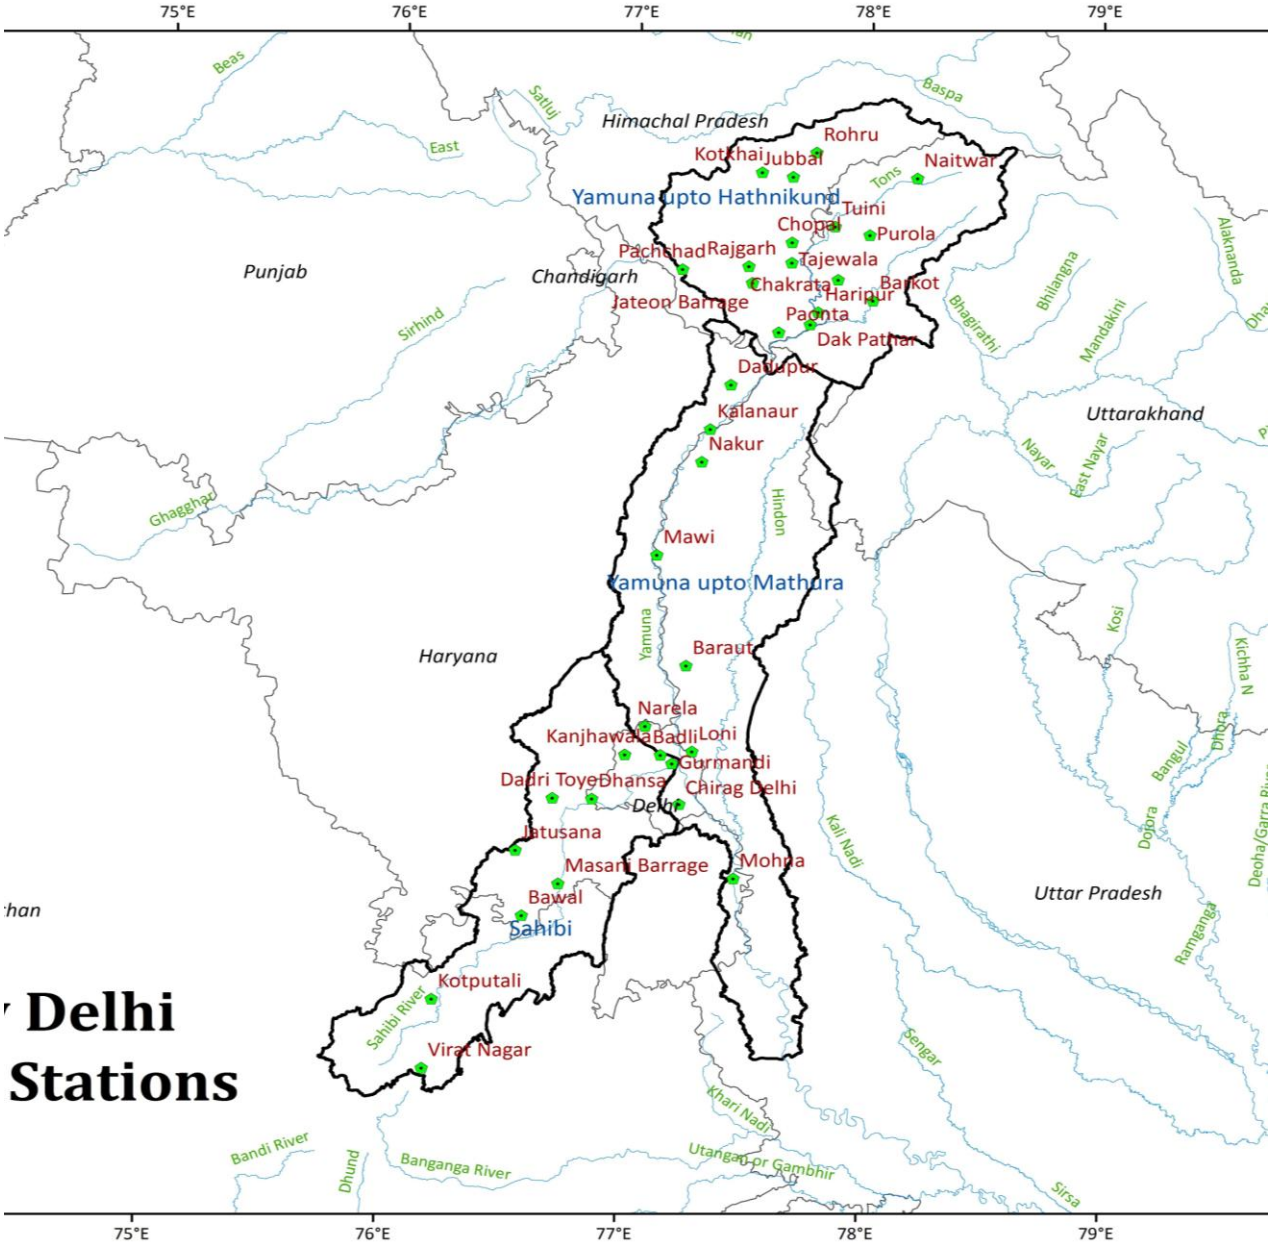 75°E 76°E 77°E 78°E 79°E
Beas
Satluj
Baspa
Himachal Pradesh
East
Rohru
Kotkhai Jubbal
Naitwar
Tons
Yamuna upto Hathnikund
Tuini
Chopal
Purola
Alaknanda
Pachchad Rajgarh
Tajewala
Punjab
Chandigarh
Chakrata
Barkot
Bhilangna
Haripur
Jateon Barrage
Paonta
Bhagirathi
Mandakini
Sirhind
Dak Pathar
Dadupur
Kalanaur
Uttarakhand
Nakur
Nayar
East Nayar
Ghagghar
Hindon
Mawi
Yamuna upto Mathura
Kosi
Yamuna
Haryana
Baraut
Kichha N
Narela
Kanjhawala Badli Loni
Dhora
Bangul
Gurmandi
Dadri Toye Dhansa
Chirag Delhi
Delhi
Jatusana
Kali Nadi
Dojora
Deoha/Garra River
Masani Barrage
Mohna
Bawal
Uttar Pradesh
Sahibi
Ramganga
Kotputali
Delhi
Sahibi River
Virat Nagar
Stations
Sengar
Khari Nadi
Bandi River
Dhund
Banganga River
Utangan or Gambhir
Sirsa
75°E 76°E 77°E 78°E 79°E